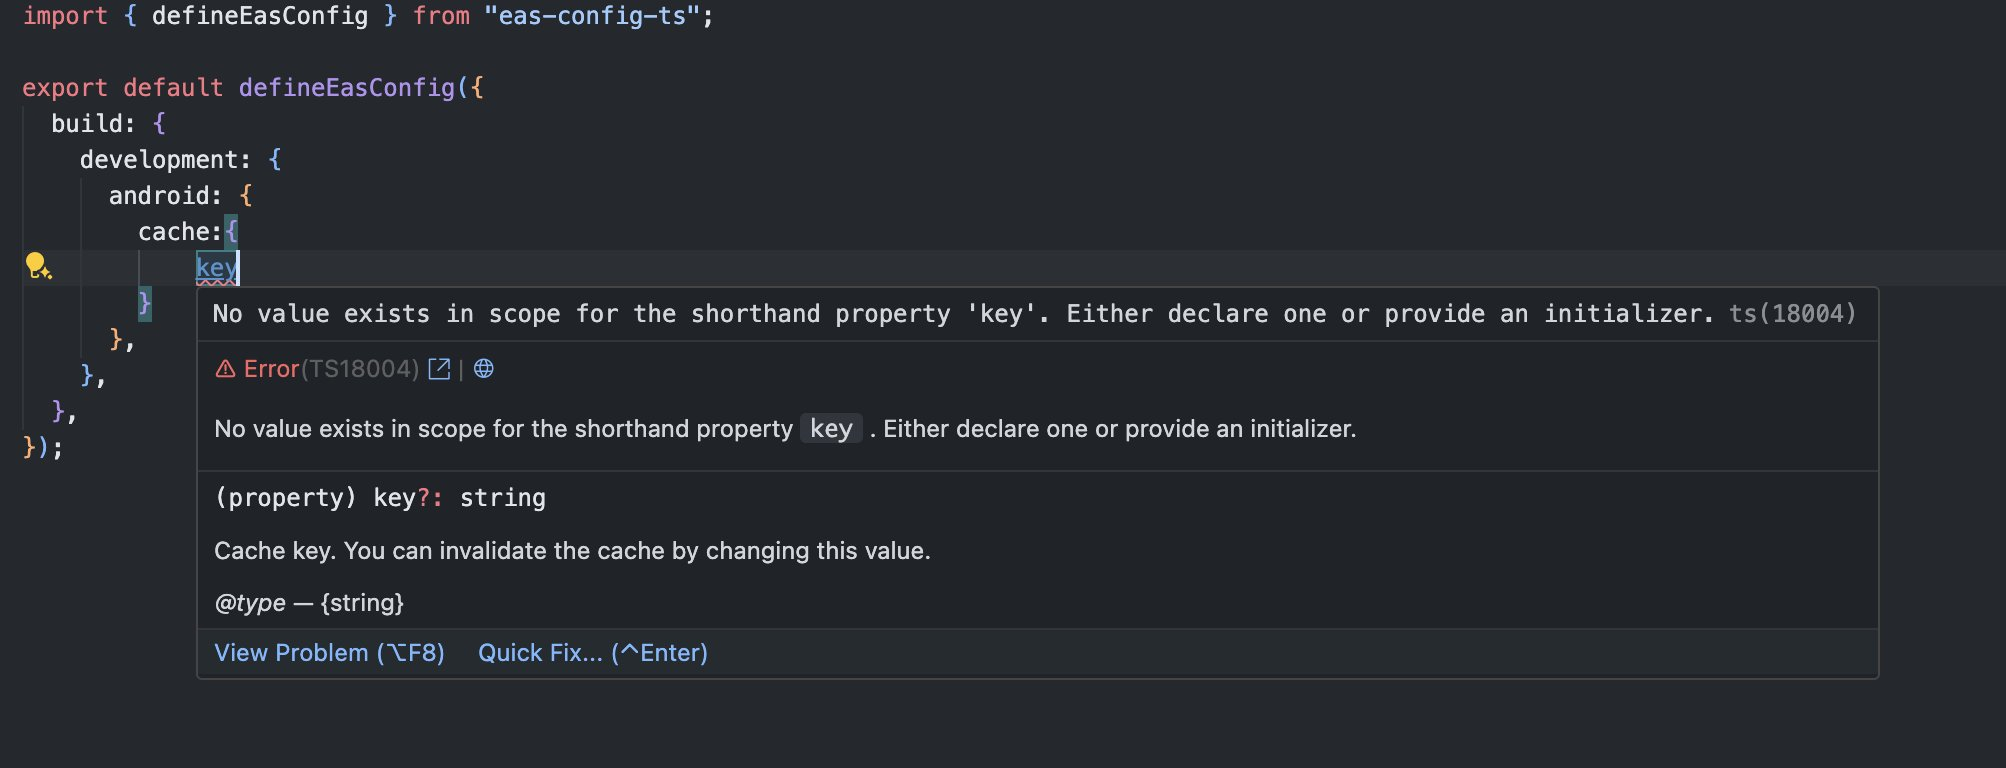 import { defineEasConfig } from "eas-config-ts";
export default defineEasConfig({
build: {
development: {
android: {
cache:{
key
}
},
},
},
});
No value exists in scope for the shorthand property 'key'. Either declare one or provide an initializer. ts(18004)
Error(TS18004) |
No value exists in scope for the shorthand property key . Either declare one or provide an initializer.
(property) key?: string
Cache key. You can invalidate the cache by changing this value.
@type — {string}
View Problem (⌥F8) Quick Fix... (^Enter)